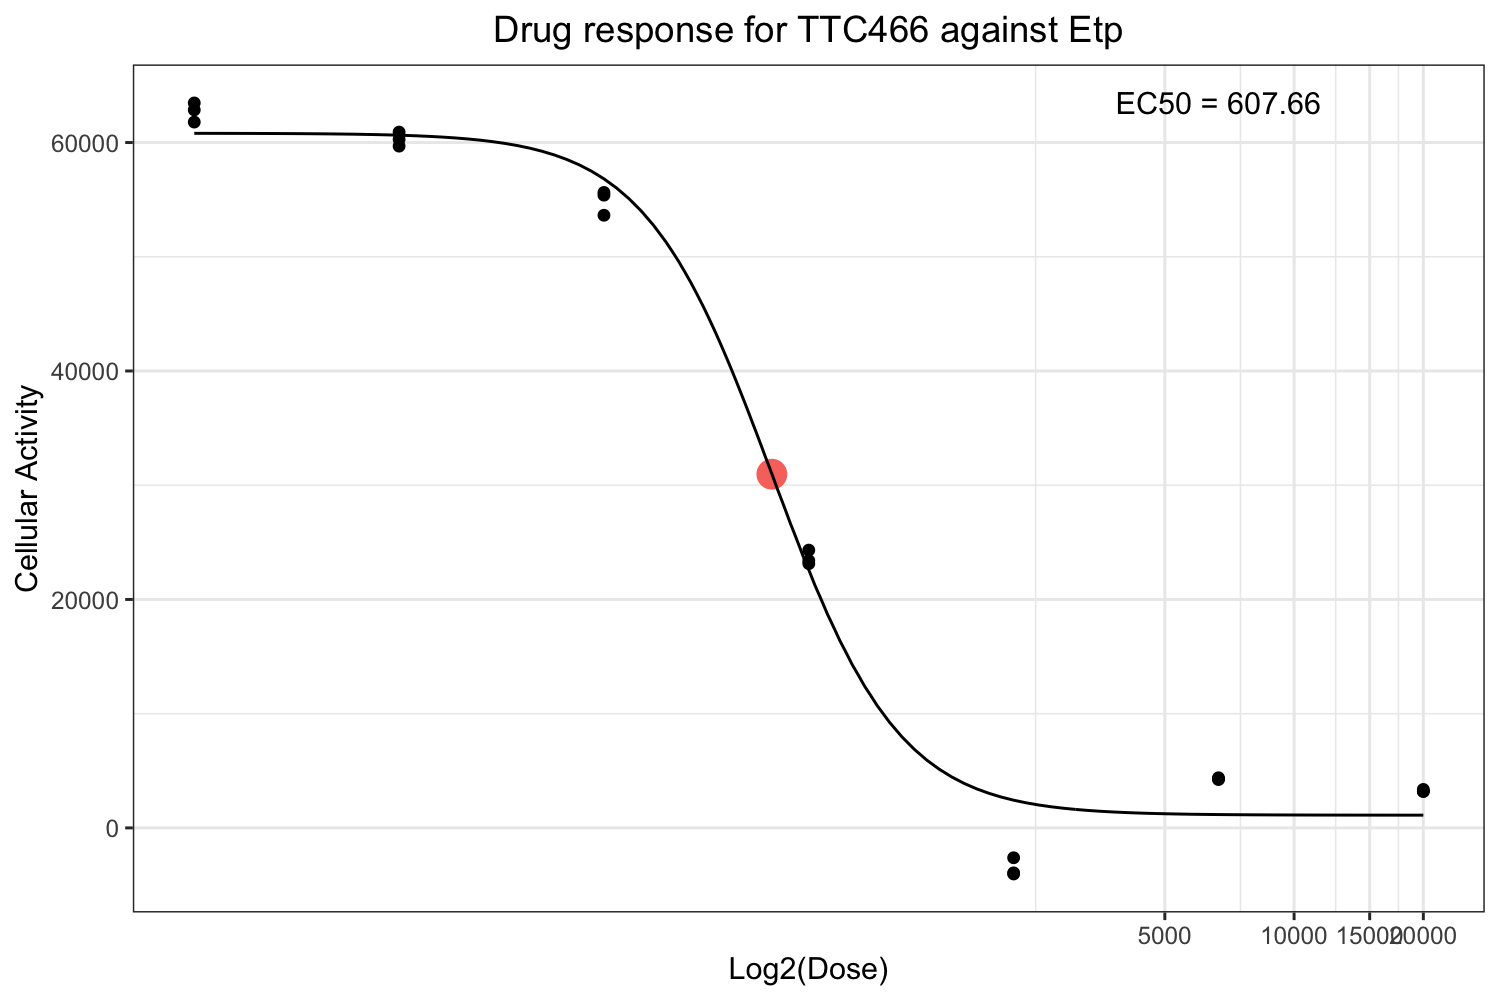 Drug response for TTC466 against Etp
EC50 = 607.66
Cellular Activity
60000
40000
20000
0
5000 10000 15000 20000
Log2(Dose)